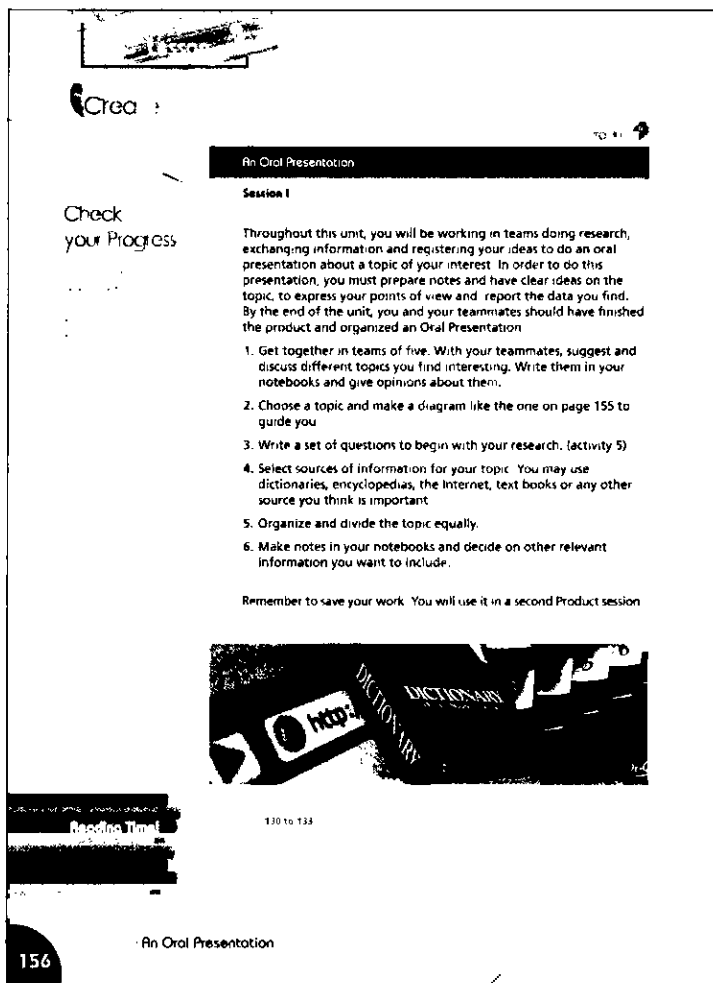 Lesson
Create
An Oral Presentation
Session 1
Check
your Progress
Throughout this unit, you will be working in teams doing research,
exchanging information and registering your ideas to do an oral
presentation about a topic of your interest. In order to do this
presentation, you must prepare notes and have clear ideas on the
topic, to express your points of view and report the data you find.
By the end of the unit, you and your teammates should have finished
the product and organized an Oral Presentation
1. Get together in teams of five. With your teammates, suggest and
discuss different topics you find interesting. Write them in your
notebooks and give opinions about them.
2. Choose a topic and make a diagram like the one on page 155 to
guide you
3. Write a set of questions to begin with your research. (activity 5)
4. Select sources of information for your topic. You may use
dictionaries, encyclopedias, the Internet, text books or any other
source you think is important
5. Organize and divide the topic equally.
6. Make notes in your notebooks and decide on other relevant
information you want to include.
Remember to save your work. You will use it in a second Product session
DICTIONARY
DICTIONARY
http:
130 to 133
Reading Time!
An Oral Presentation
156